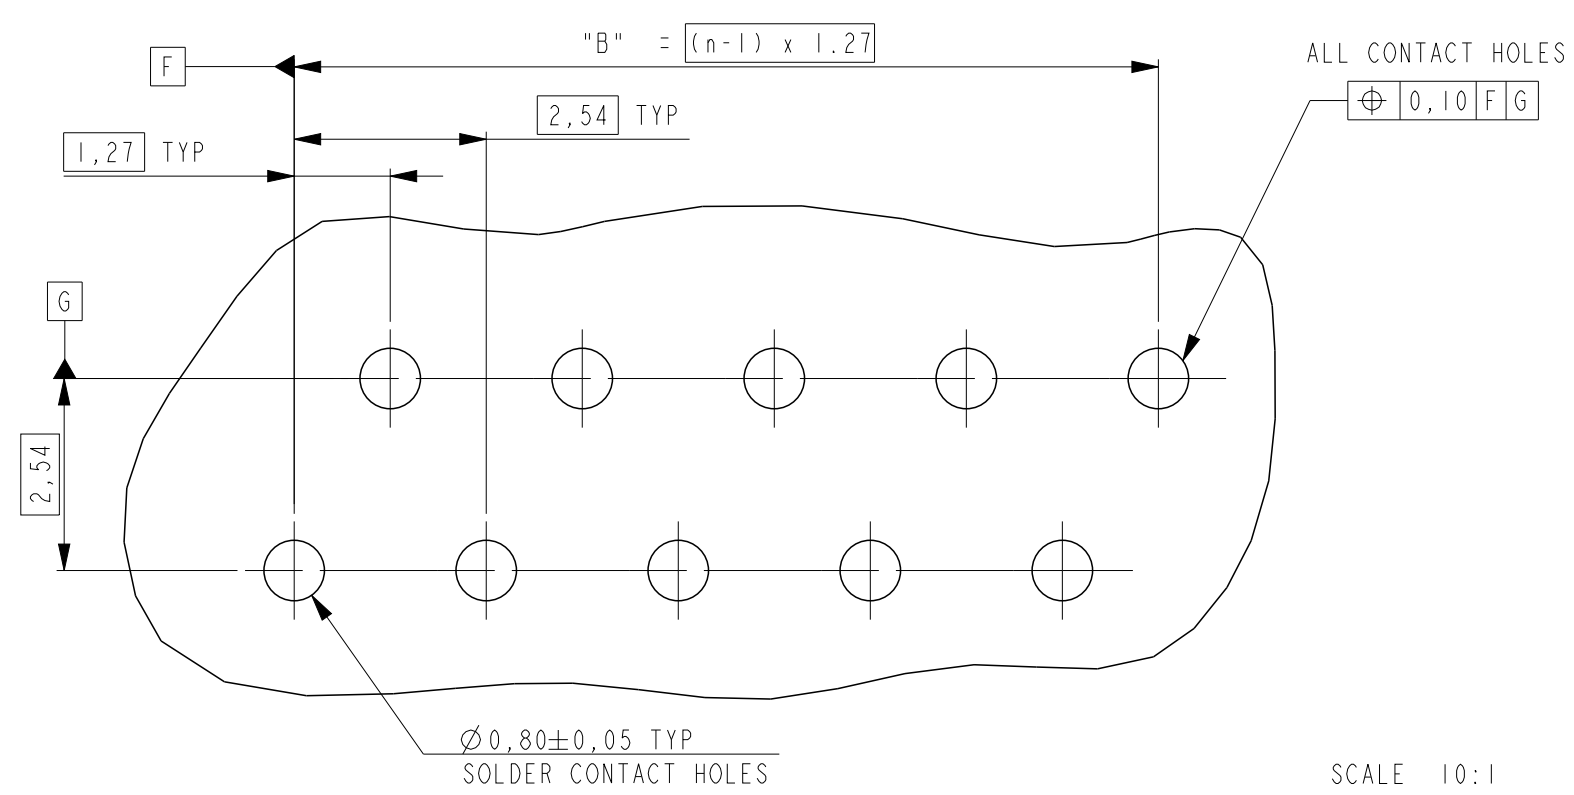 "B" = (n-1) x 1.27
ALL CONTACT HOLES
F
⌖ 0,10 F G
2,54 TYP
1,27 TYP
G
2,54
Ø0,80±0,05 TYP
SOLDER CONTACT HOLES
SCALE 10:1